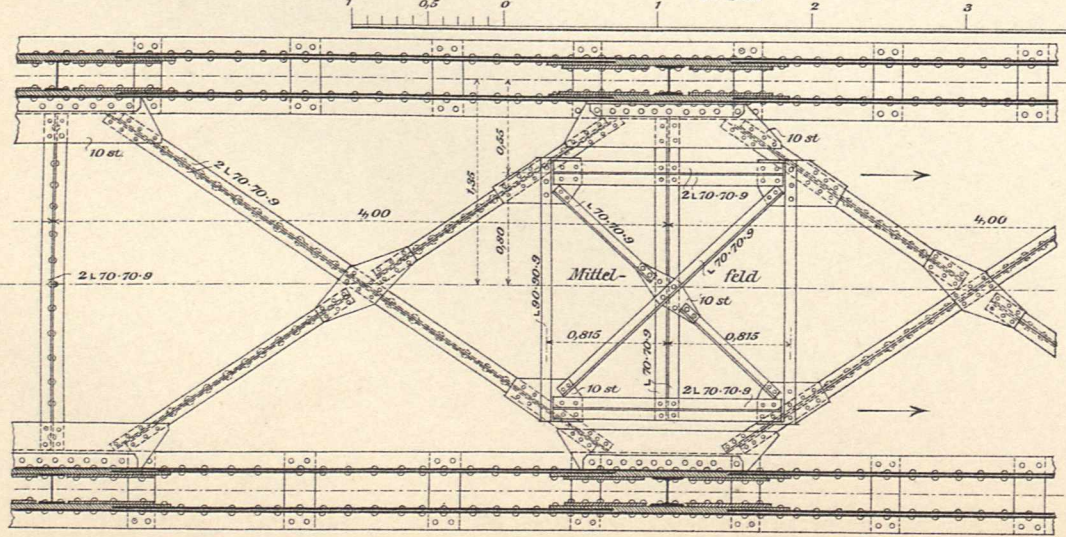 1 0,5 0 1 2 3
10 st.
2 L 70·70·9
4,00
2 L 70·70·9
1,35
0,55
0,80
10 st
2 L 70·70·9
4,00
L 70·70·9
L 70·70·9
Mittel- feld
L 90·90·9
10 st
0,815
0,815
L 70·70·9
10 st
2 L 70·70·9